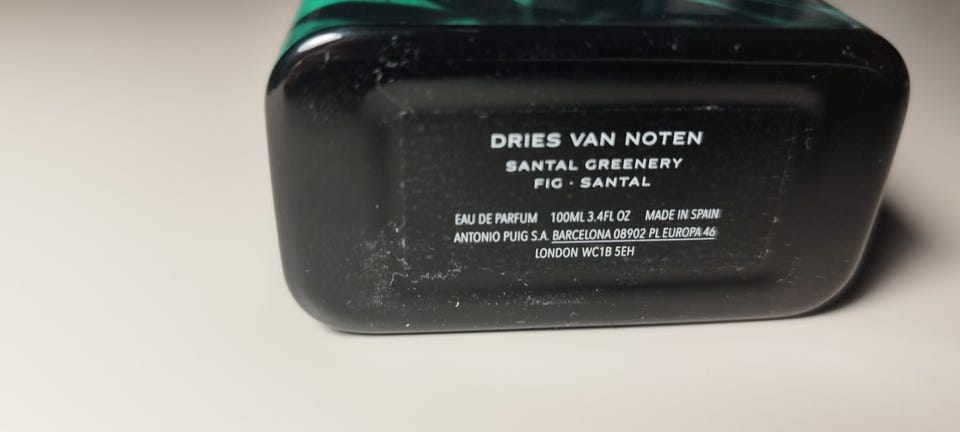 DRIES VAN NOTEN
SANTAL GREENERY
FIG · SANTAL
EAU DE PARFUM 100ML 3.4FL OZ MADE IN SPAIN
ANTONIO PUIG S.A. BARCELONA 08902 PL EUROPA 46
LONDON WC1B 5EH